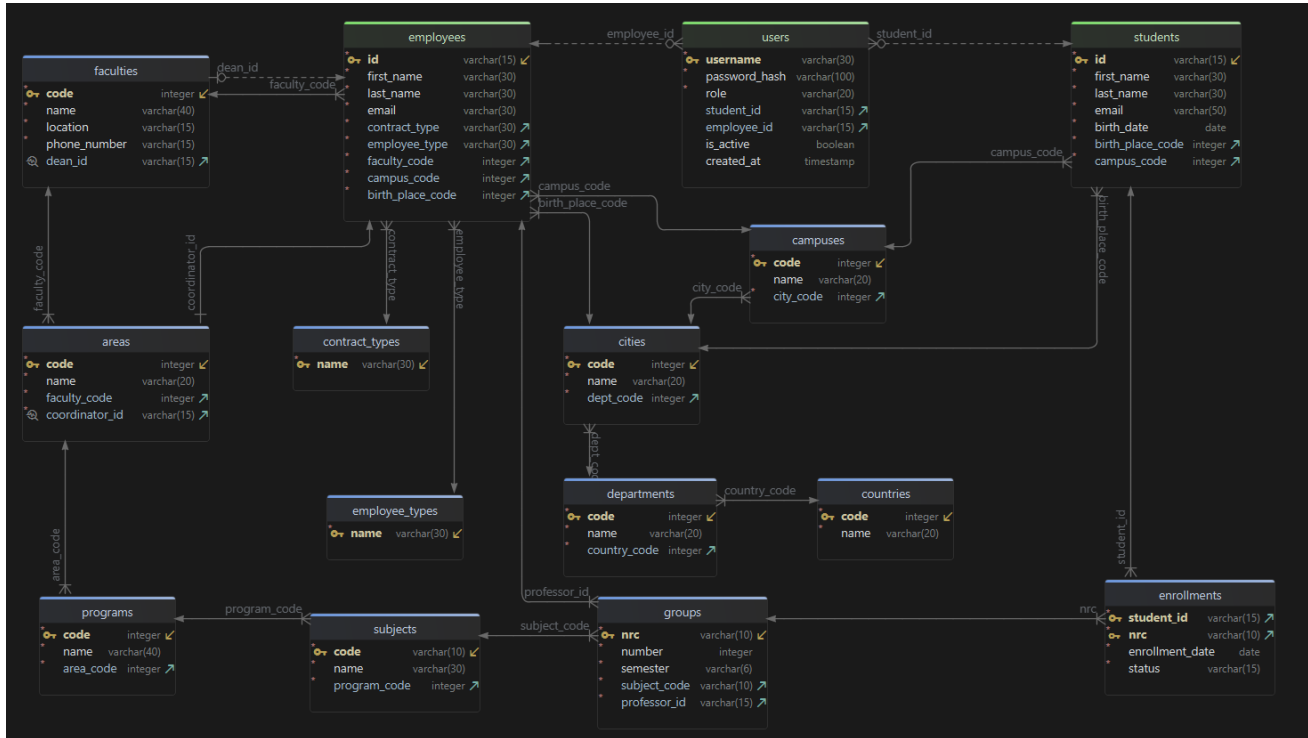 employees
id varchar(15)
first_name varchar(30)
last_name varchar(30)
email varchar(30)
contract_type varchar(30)
employee_type varchar(30)
faculty_code integer
campus_code integer
birth_place_code integer
employee_id
users
username varchar(30)
password_hash varchar(100)
role varchar(20)
student_id varchar(15)
employee_id varchar(15)
is_active boolean
created_at timestamp
student_id
students
id varchar(15)
first_name varchar(30)
last_name varchar(30)
email varchar(50)
birth_date date
birth_place_code integer
campus_code integer
faculties
code integer
name varchar(40)
location varchar(15)
phone_number varchar(15)
dean_id varchar(15)
dean_id
faculty_code
campus_code
campus_code
birth_place_code
birth_place_code
campuses
code integer
name varchar(20)
city_code integer
city_code
faculty_code
coordinator_id
contract_type
employee_type
areas
code integer
name varchar(20)
faculty_code integer
coordinator_id varchar(15)
contract_types
name varchar(30)
cities
code integer
name varchar(20)
dept_code integer
employee_types
name varchar(30)
departments
code integer
name varchar(20)
country_code integer
country_code
countries
code integer
name varchar(20)
area_code
student_id
programs
code integer
name varchar(40)
area_code integer
program_code
subjects
code varchar(10)
name varchar(30)
program_code integer
subject_code
professor_id
groups
nrc varchar(10)
number integer
semester varchar(6)
subject_code varchar(10)
professor_id varchar(15)
nrc
enrollments
student_id varchar(15)
nrc varchar(10)
enrollment_date date
status varchar(15)